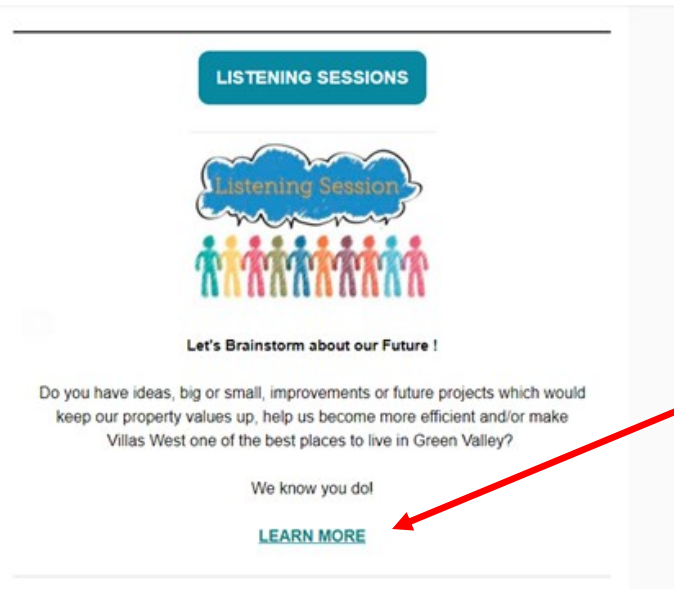 LISTENING SESSIONS
Listening Session
Let's Brainstorm about our Future !
Do you have ideas, big or small, improvements or future projects which would
keep our property values up, help us become more efficient and/or make
Villas West one of the best places to live in Green Valley?
We know you do!
LEARN MORE